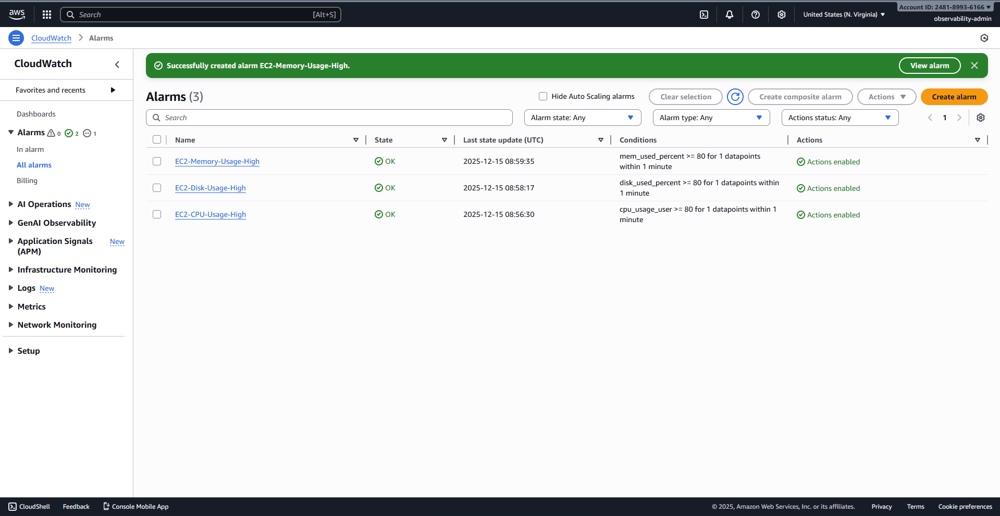 aws
Search [Alt+S]
United States (N. Virginia)
Account ID: 2481-8993-6166
observability-admin
CloudWatch > Alarms
CloudWatch
Favorites and recents
Dashboards
Alarms 0 2 1
In alarm
All alarms
Billing
AI Operations New
GenAI Observability
Application Signals New
(APM)
Infrastructure Monitoring
Logs New
Metrics
Network Monitoring
Setup
Successfully created alarm EC2-Memory-Usage-High.
View alarm
Alarms (3)
Hide Auto Scaling alarms
Clear selection
Create composite alarm
Actions
Create alarm
Search
Alarm state: Any
Alarm type: Any
Actions status: Any
1
Name State Last state update (UTC) Conditions Actions
EC2-Memory-Usage-High OK 2025-12-15 08:59:35 mem_used_percent >= 80 for 1 datapoints Actions enabled
within 1 minute
EC2-Disk-Usage-High OK 2025-12-15 08:58:17 disk_used_percent >= 80 for 1 datapoints within Actions enabled
1 minute
EC2-CPU-Usage-High OK 2025-12-15 08:56:30 cpu_usage_user >= 80 for 1 datapoints within 1 Actions enabled
minute
CloudShell Feedback Console Mobile App
© 2025, Amazon Web Services, Inc. or its affiliates. Privacy Terms Cookie preferences